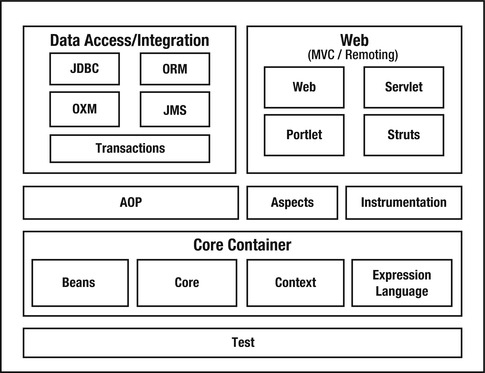 Data Access/Integration
JDBC
ORM
OXM
JMS
Transactions
Web
(MVC / Remoting)
Web
Servlet
Portlet
Struts
AOP
Aspects
Instrumentation
Core Container
Beans
Core
Context
Expression
Language
Test